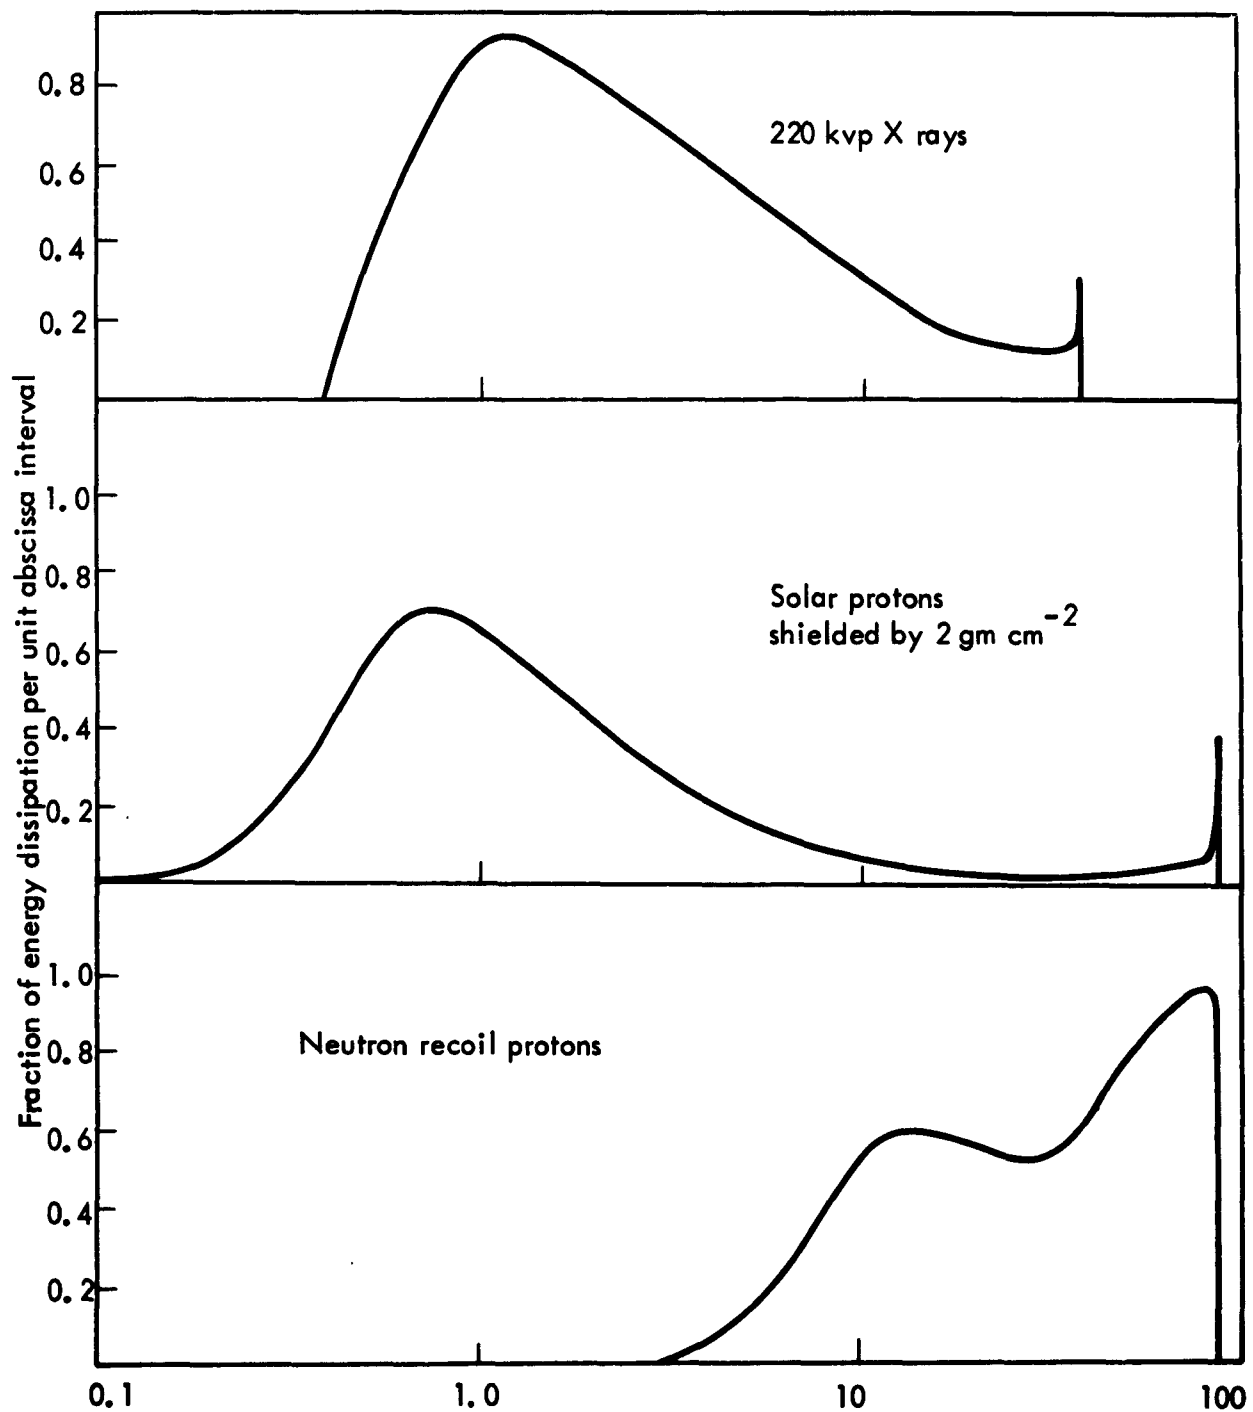 Fraction of energy dissipation per unit abscissa interval
0.8
0.6
0.4
0.2
220 kvp X rays
1.0
0.8
0.6
0.4
0.2
Solar protons
shielded by 2 gm cm-2
1.0
0.8
0.6
0.4
0.2
Neutron recoil protons
0.1 1.0 10 100